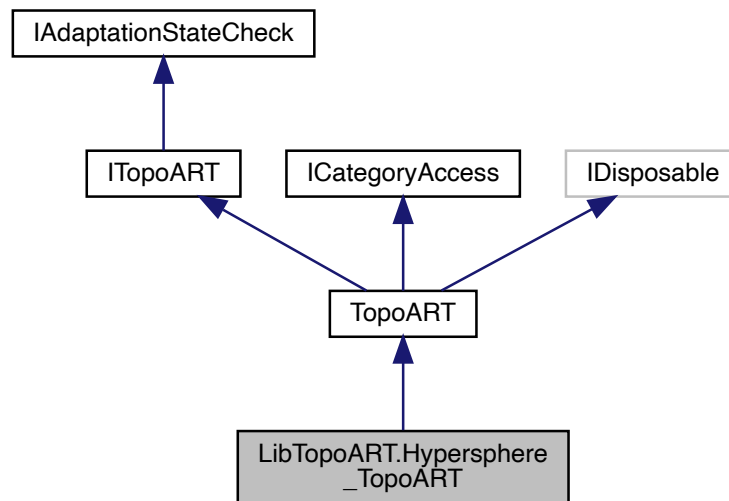 IAdaptationStateCheck
ITopoART
ICategoryAccess
IDisposable
TopoART
LibTopoART.Hypersphere
_TopoART